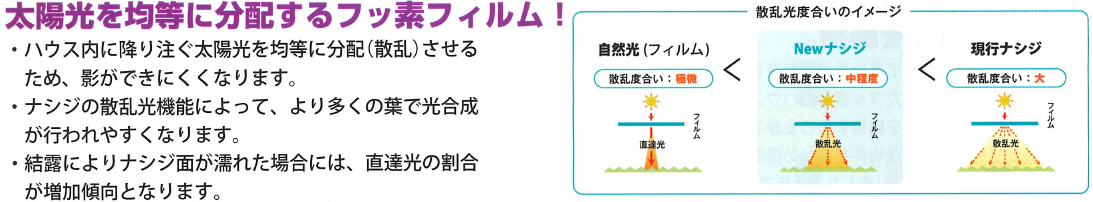 太陽光を均等に分配するフッ素フィルム！
・ハウス内に降り注ぐ太陽光を均等に分配（散乱）させる
ため、影ができにくくなります。
・ナシジの散乱光機能によって、より多くの葉で光合成
が行われやすくなります。
・結露によりナシジ面が濡れた場合には、直達光の割合
が増加傾向となります。
散乱光度合いのイメージ
自然光（フィルム）
散乱度合い：極微
フィルム
直達光
<
Newナシジ
散乱度合い：中程度
フィルム
散乱光
<
現行ナシジ
散乱度合い：大
フィルム
散乱光